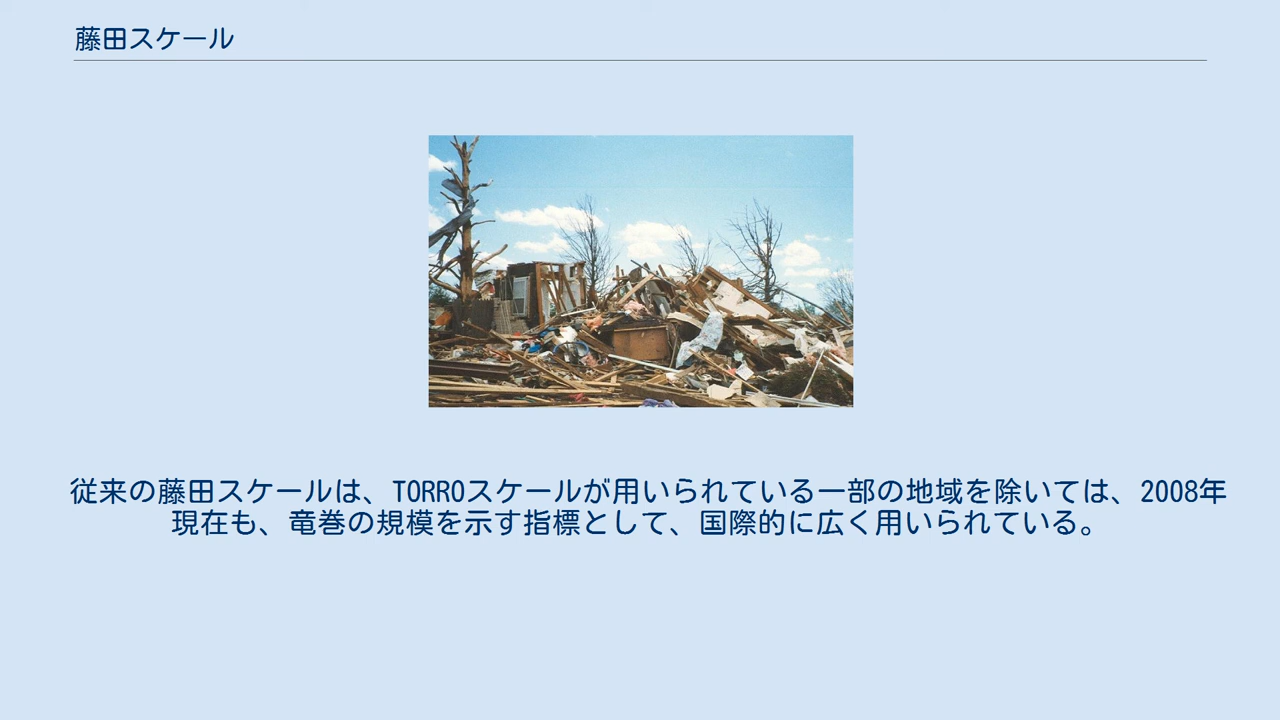 藤田スケール
従来の藤田スケールは、TORROスケールが用いられている一部の地域を除いては、2008年
現在も、竜巻の規模を示す指標として、国際的に広く用いられている。